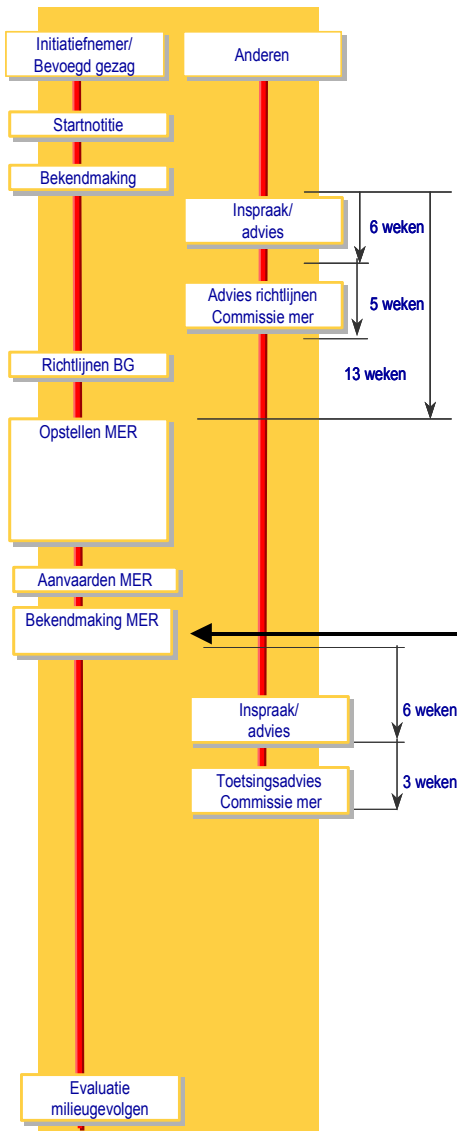 Initiatiefnemer/
Bevoegd gezag
Anderen
Startnotitie
Bekendmaking
Inspraak/
advies
6 weken
Advies richtlijnen
Commissie mer
5 weken
Richtlijnen BG
13 weken
Opstellen MER
Aanvaarden MER
Bekendmaking MER
Inspraak/
advies
6 weken
Toetsingsadvies
Commissie mer
3 weken
Evaluatie
milieugevolgen